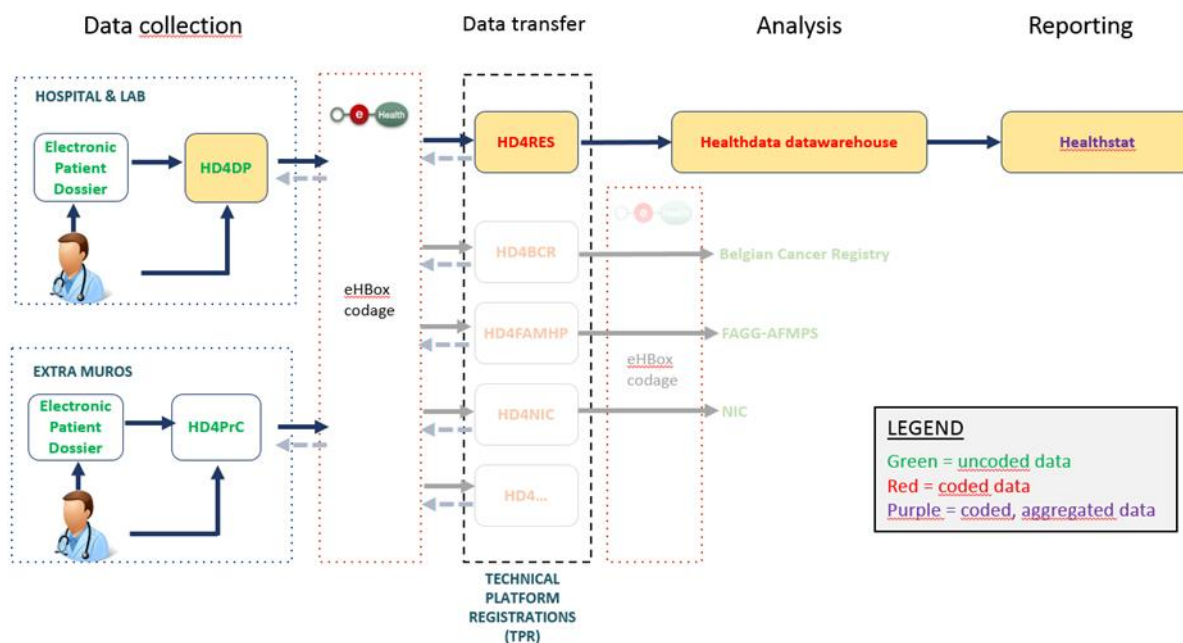 Data collection
Data transfer
Analysis
Reporting
HOSPITAL & LAB
Electronic
Patient
Dossier
HD4DP
e Health
HD4RES
Healthdata datawarehouse
Healthstat
eHBox
codage
HD4BCR
e Health
Belgian Cancer Registry
HD4FAMHP
FAGG-AFMPS
eHBox
codage
EXTRA MUROS
Electronic
Patient
Dossier
HD4PrC
HD4NIC
NIC
HD4...
TECHNICAL
PLATFORM
REGISTRATIONS
(TPR)
LEGEND
Green = uncoded data
Red = coded data
Purple = coded, aggregated data